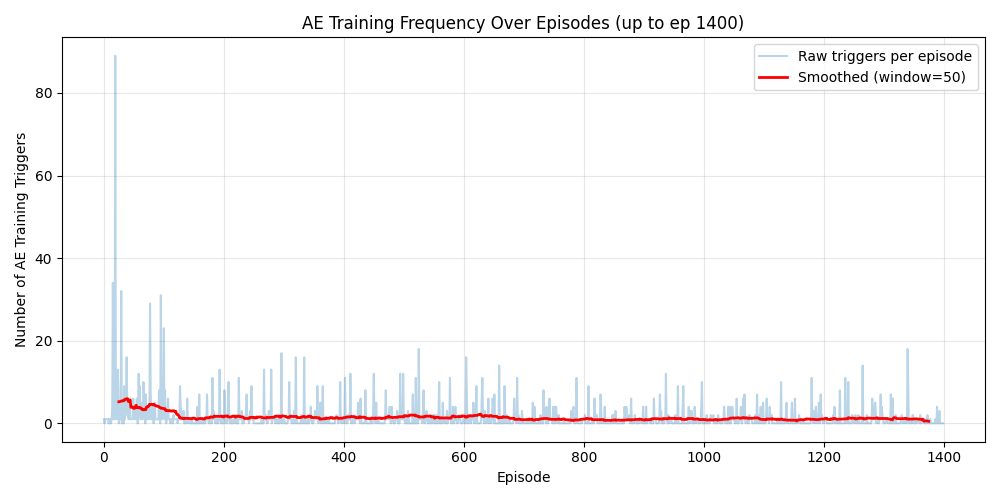 AE Training Frequency Over Episodes (up to ep 1400)
Raw triggers per episode
Smoothed (window=50)
Number of AE Training Triggers
80
60
40
20
0
0 200 400 600 800 1000 1200 1400
Episode